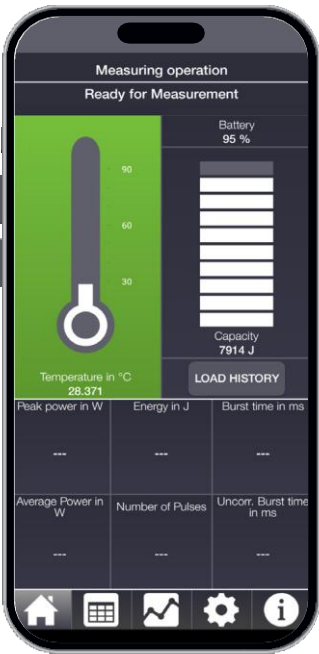 Measuring operation
Ready for Measurement
Battery
95 %
90
60
30
Capacity
7914 J
Temperature in °C
28.371
LOAD HISTORY
Peak power in W
Energy in J
Burst time in ms
---
---
---
Average Power in
W
Number of Pulses
Uncorr. Burst time
in ms
---
---
---
i